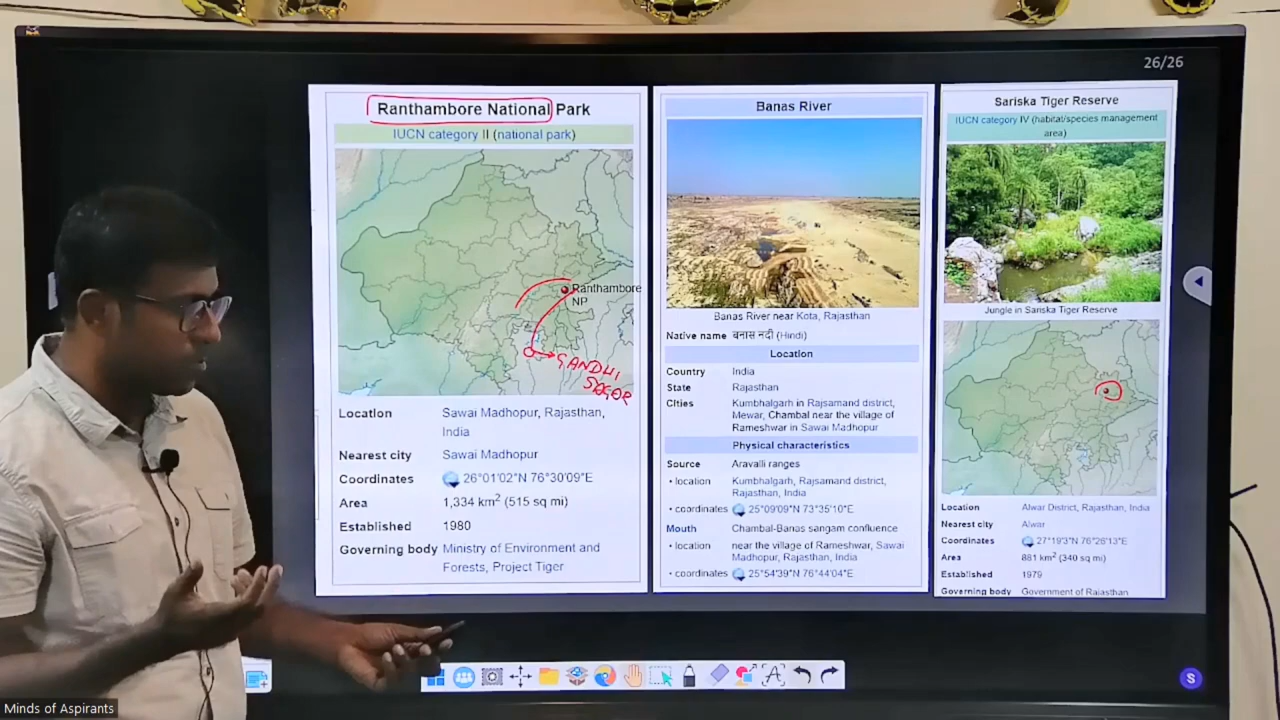 26/26
Ranthambore National Park
IUCN category II (national park)
Ranthambore
NP
GANDHI
SAGAR
Location Sawai Madhopur, Rajasthan,
India
Nearest city Sawai Madhopur
Coordinates 26°01′02″N 76°30′09″E
Area 1,334 km² (515 sq mi)
Established 1980
Governing body Ministry of Environment and
Forests, Project Tiger
Banas River
Banas River near Kota, Rajasthan
Native name बनास नदी (Hindi)
Location
Country India
State Rajasthan
Cities Kumbhalgarh in Rajsamand district,
Mewar, Chambal near the village of
Rameshwar in Sawai Madhopur
Physical characteristics
Source Aravalli ranges
• location Kumbhalgarh, Rajsamand district,
Rajasthan, India
• coordinates 25°09′09″N 73°35′10″E
Mouth Chambal-Banas sangam confluence
• location near the village of Rameshwar, Sawai
Madhopur, Rajasthan, India
• coordinates 25°54′39″N 76°44′04″E
Sariska Tiger Reserve
IUCN category IV (habitat/species management
area)
Jungle in Sariska Tiger Reserve
Location Alwar District, Rajasthan, India
Nearest city Alwar
Coordinates 27°19′3″N 76°26′13″E
Area 881 km² (340 sq mi)
Established 1979
Governing body Government of Rajasthan
A
S
Minds of Aspirants